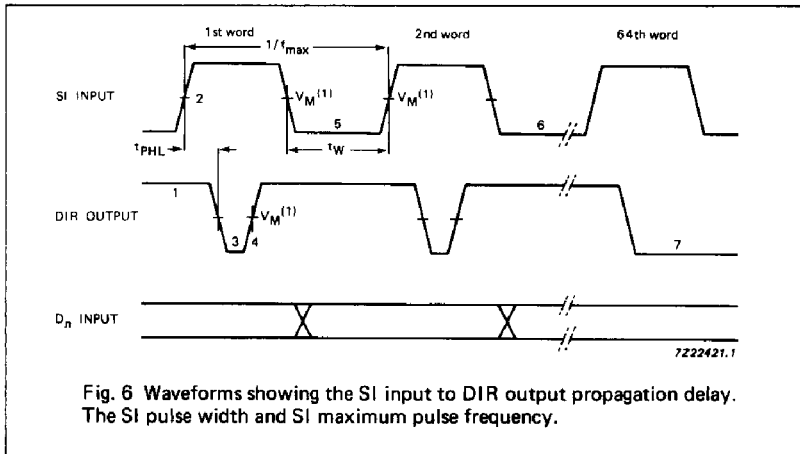 1st word 2nd word 64th word
1/fmax
SI INPUT
2 VM(1) VM(1)
5 6
tPHL tW
1
DIR OUTPUT VM(1)
3 4 7
Dn INPUT
7Z22421.1
Fig. 6 Waveforms showing the SI input to DIR output propagation delay.
The SI pulse width and SI maximum pulse frequency.